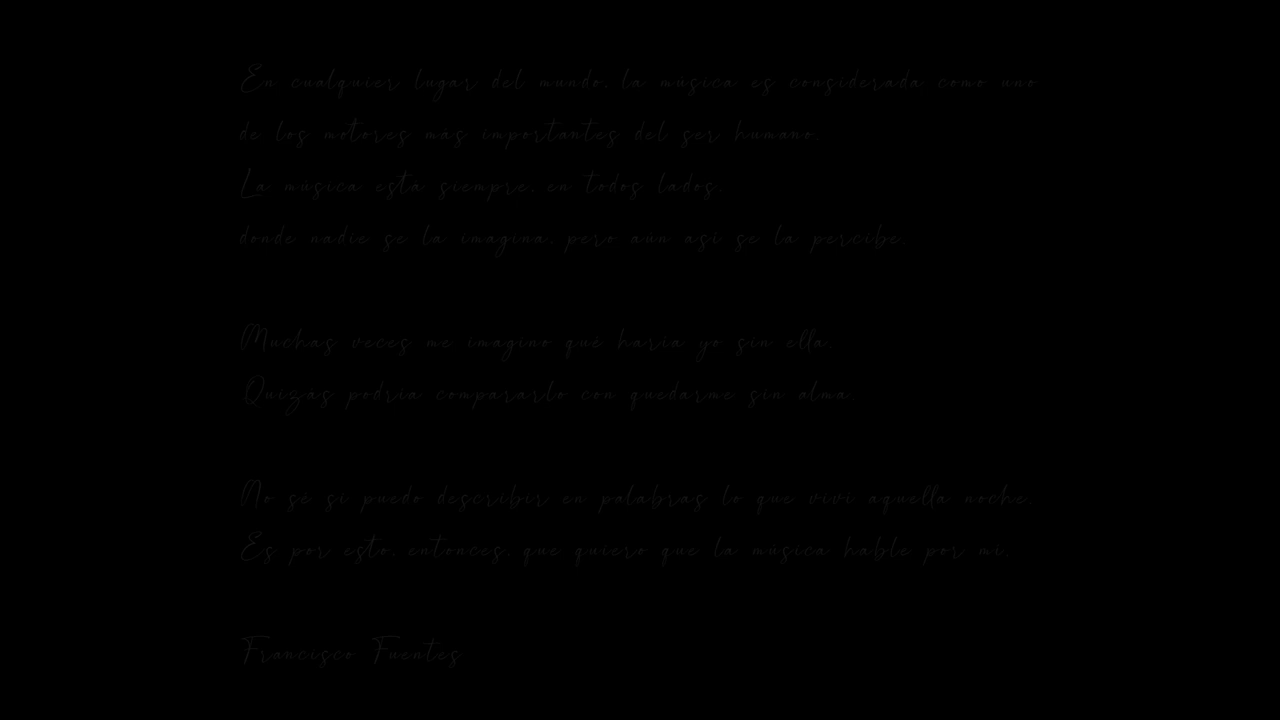 En cualquier lugar del mundo, la música es considerada como uno
de los motores más importantes del ser humano.
La música está siempre, en todos lados,
donde nadie se la imagina, pero aún así se la percibe.
Muchas veces me imagino qué haría yo sin ella.
Quizás podría compararlo con quedarme sin alma.
No sé si puedo describir en palabras lo que viví aquella noche.
Es por esto, entonces, que quiero que la música hable por mí.
Francisco Fuentes